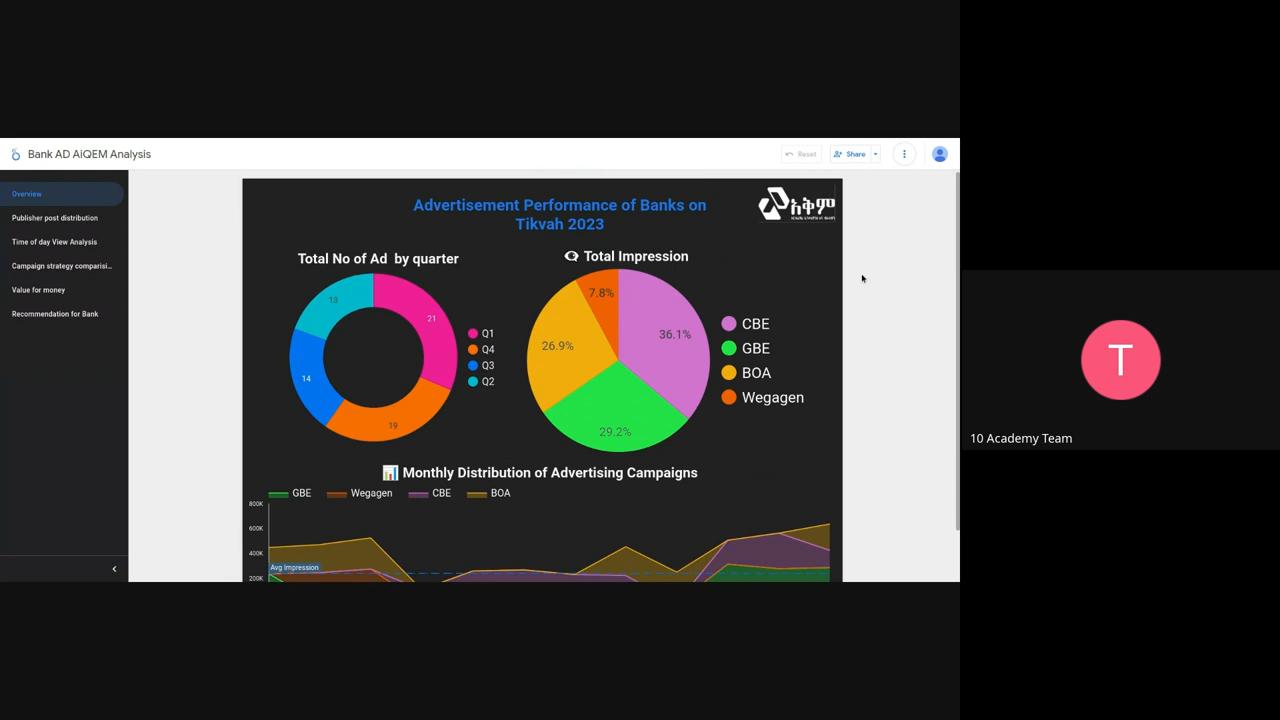 Bank AD AiQEM Analysis
Reset
Share
Overview
Publisher post distribution
Time of day View Analysis
Campaign strategy comparisi...
Value for money
Recommendation for Bank
Advertisement Performance of Banks on
Tikvah 2023
አቅም
Total No of Ad by quarter
13
21
14
19
Q1
Q4
Q3
Q2
Total Impression
7.8%
36.1%
26.9%
29.2%
CBE
GBE
BOA
Wegagen
Monthly Distribution of Advertising Campaigns
GBE
Wegagen
CBE
BOA
800K
600K
400K
200K
Avg Impression
T
10 Academy Team